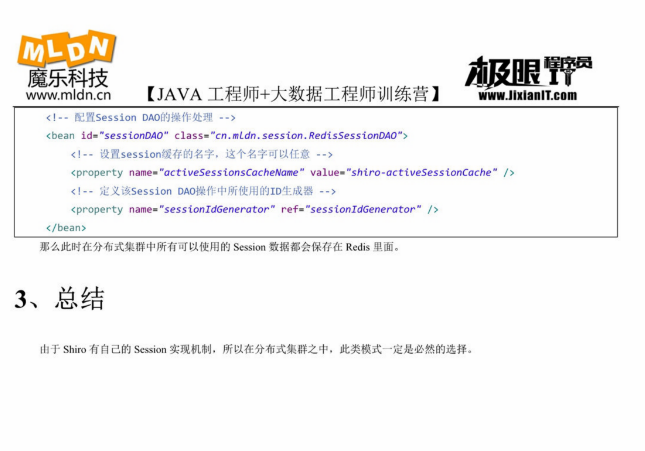 MLDN
魔乐科技
www.mldn.cn
【JAVA 工程师+大数据工程师训练营】
极限IT 程序员
www.JixianIT.com
<!-- 配置Session DAO的操作处理 -->
<bean id="sessionDAO" class="cn.mldn.session.RedisSessionDAO">
<!-- 设置session缓存的名字，这个名字可以任意 -->
<property name="activeSessionsCacheName" value="shiro-activeSessionCache" />
<!-- 定义该Session DAO操作中所使用的ID生成器 -->
<property name="sessionIdGenerator" ref="sessionIdGenerator" />
</bean>
那么此时在分布式集群中所有可以使用的 Session 数据都会保存在 Redis 里面。
3、总结
由于 Shiro 有自己的 Session 实现机制，所以在分布式集群之中，此类模式一定是必然的选择。